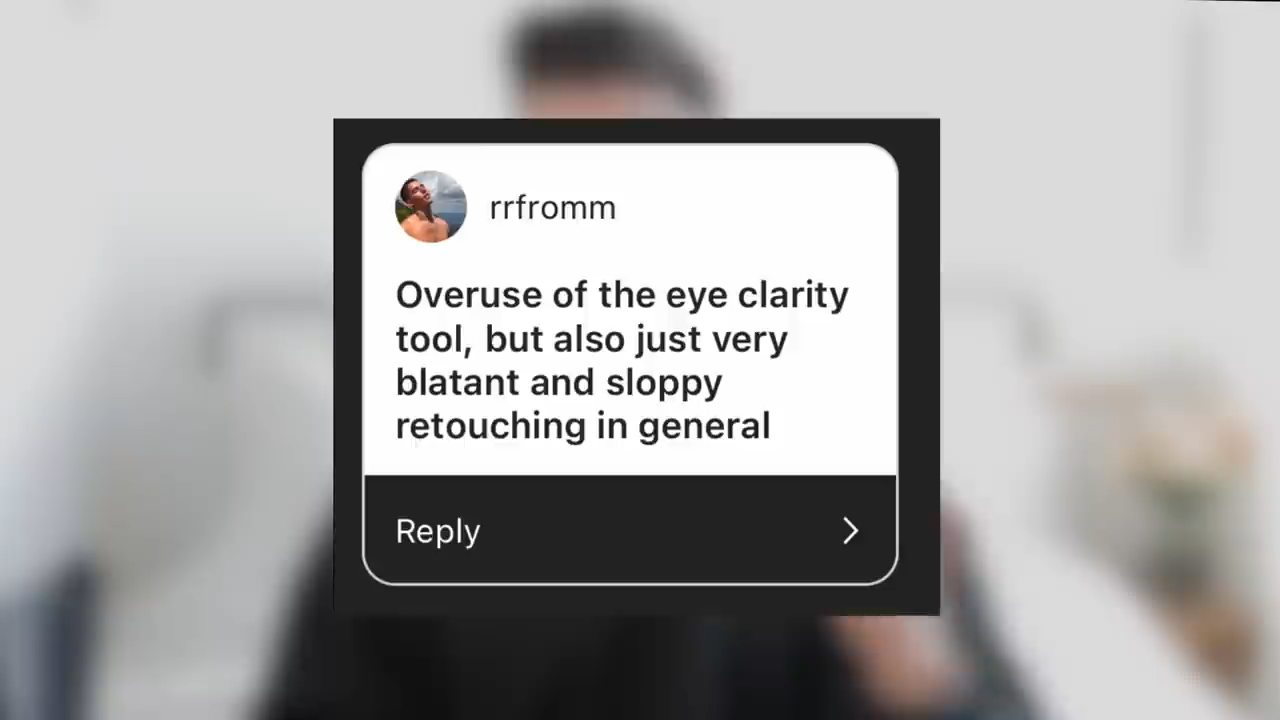 rrfromm
Overuse of the eye clarity
tool, but also just very
blatant and sloppy
retouching in general
Reply